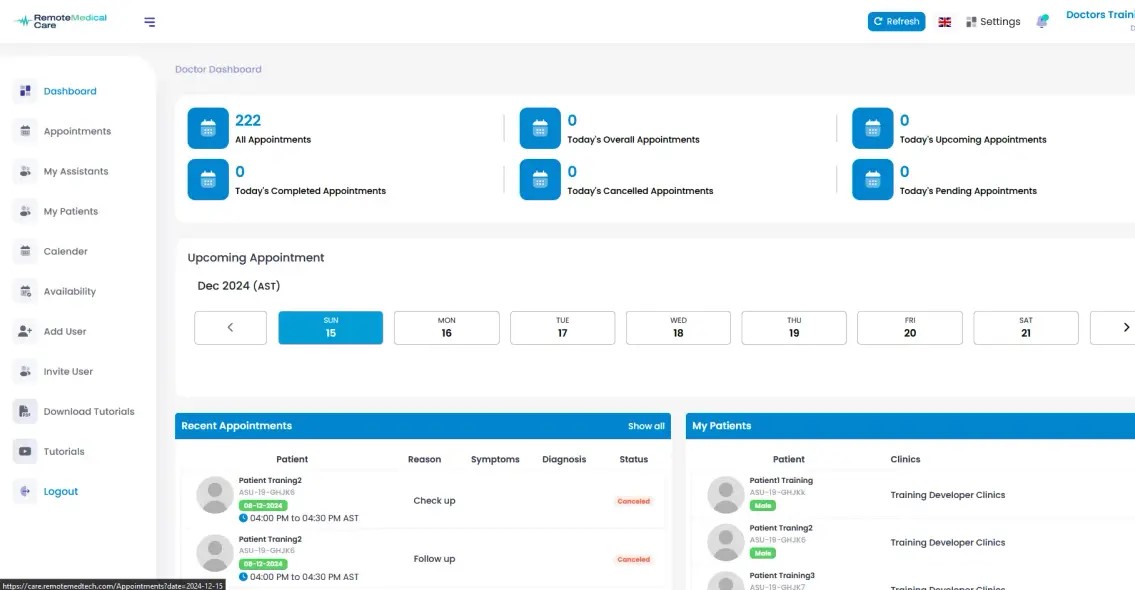 RemoteMedical
Care
Refresh
Settings
Doctors Traini
Doctor Dashboard
Dashboard
Appointments
My Assistants
My Patients
Calender
Availability
Add User
Invite User
Download Tutorials
Tutorials
Logout
222
All Appointments
0
Today's Overall Appointments
0
Today's Upcoming Appointments
0
Today's Completed Appointments
0
Today's Cancelled Appointments
0
Today's Pending Appointments
Upcoming Appointment
Dec 2024 (AST)
SUN
15
MON
16
TUE
17
WED
18
THU
19
FRI
20
SAT
21
Recent Appointments Show all
Patient Reason Symptoms Diagnosis Status
Patient Traning2
ASU-19-GHJK6
08-12-2024
04:00 PM to 04:30 PM AST
Check up
Canceled
Patient Traning2
ASU-19-GHJK6
08-12-2024
04:00 PM to 04:30 PM AST
Follow up
Canceled
My Patients
Patient Clinics
Patient1 Training
ASU-19-GHJKk
Male
Training Developer Clinics
Patient Traning2
ASU-19-GHJK6
Male
Training Developer Clinics
Patient Training3
ASU-19-GHJK7
Training Developer Clinics
https://care.remotemedtech.com/Appointments?date=2024-12-15